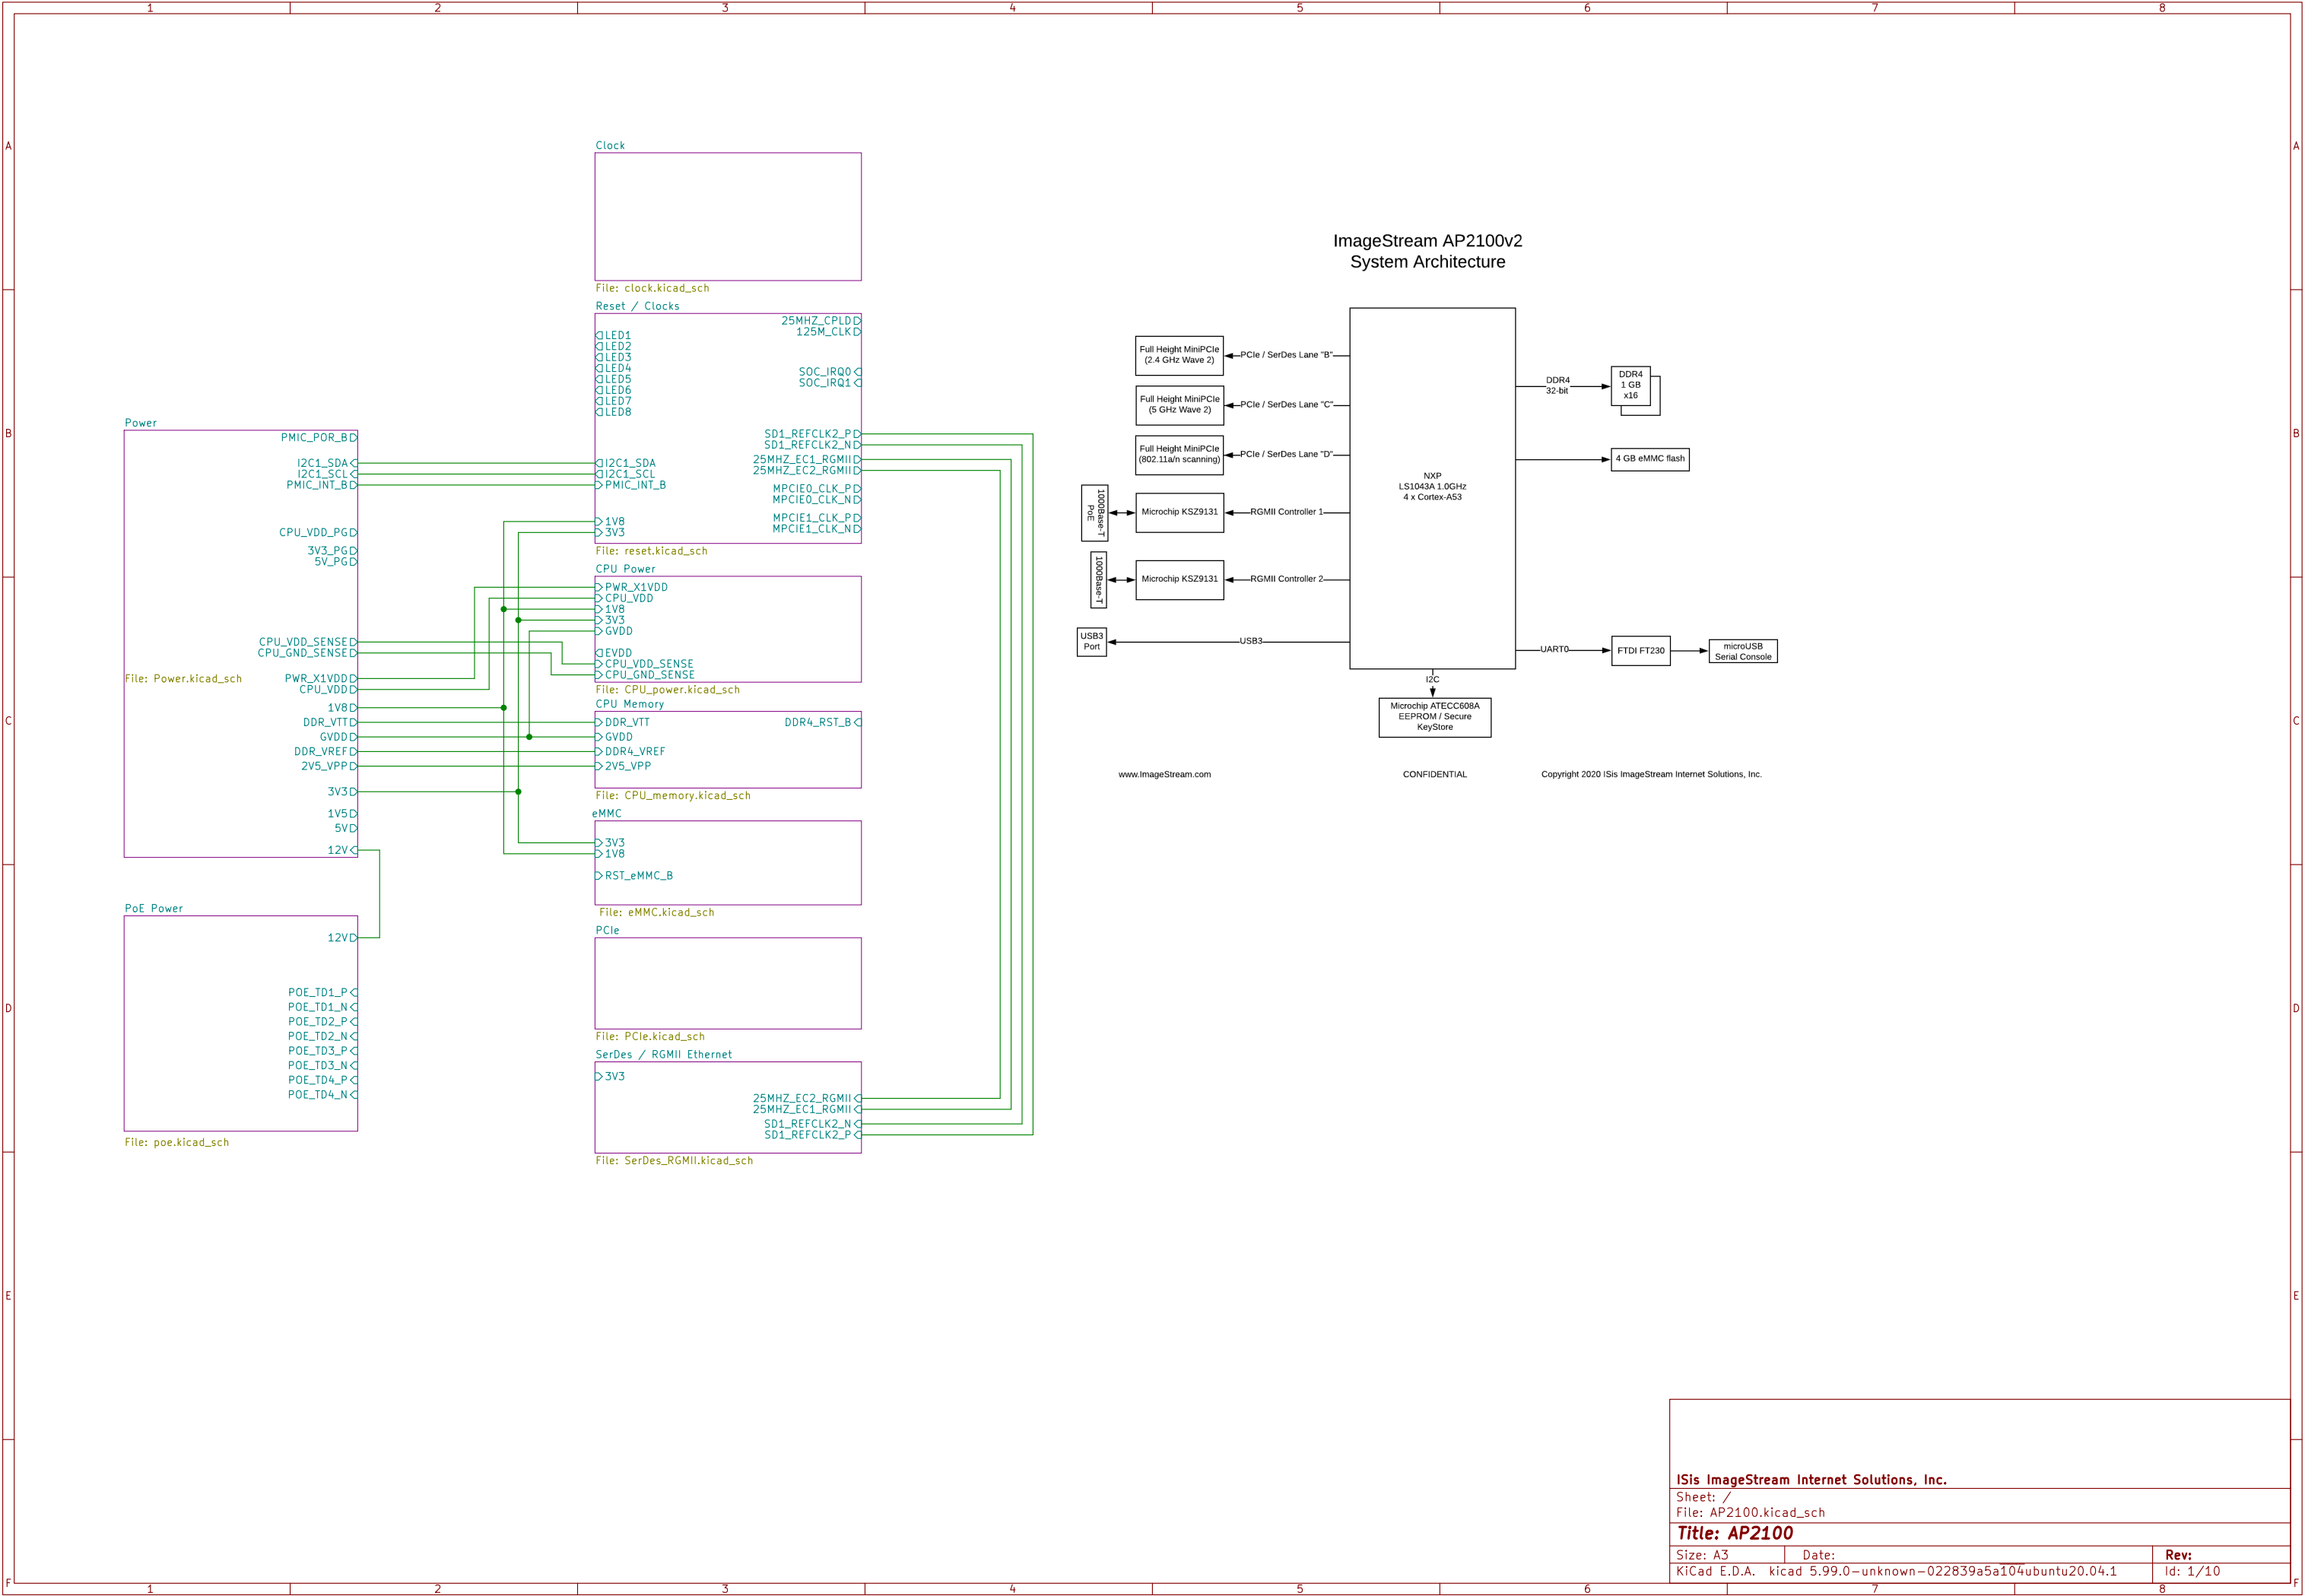 1 2 3 4 5 6 7 8
A
B
C
D
E
F
Clock
File: clock.kicad_sch
Reset / Clocks
25MHZ_CPLD
125M_CLK
LED1
LED2
LED3
LED4
LED5
LED6
LED7
LED8
SOC_IRQ0
SOC_IRQ1
SD1_REFCLK2_P
SD1_REFCLK2_N
25MHZ_EC1_RGMII
25MHZ_EC2_RGMII
I2C1_SDA
I2C1_SCL
PMIC_INT_B
MPCIE0_CLK_P
MPCIE0_CLK_N
MPCIE1_CLK_P
MPCIE1_CLK_N
1V8
3V3
File: reset.kicad_sch
Power
PMIC_POR_B
I2C1_SDA
I2C1_SCL
PMIC_INT_B
CPU_VDD_PG
3V3_PG
5V_PG
CPU_VDD_SENSE
CPU_GND_SENSE
File: Power.kicad_sch
PWR_X1VDD
CPU_VDD
1V8
DDR_VTT
GVDD
DDR_VREF
2V5_VPP
3V3
1V5
5V
12V
CPU Power
PWR_X1VDD
CPU_VDD
1V8
3V3
GVDD
EVDD
CPU_VDD_SENSE
CPU_GND_SENSE
File: CPU_power.kicad_sch
CPU Memory
DDR_VTT
DDR4_RST_B
GVDD
DDR4_VREF
2V5_VPP
File: CPU_memory.kicad_sch
eMMC
3V3
1V8
RST_eMMC_B
File: eMMC.kicad_sch
PoE Power
12V
POE_TD1_P
POE_TD1_N
POE_TD2_P
POE_TD2_N
POE_TD3_P
POE_TD3_N
POE_TD4_P
POE_TD4_N
File: poe.kicad_sch
PCIe
File: PCIe.kicad_sch
SerDes / RGMII Ethernet
3V3
25MHZ_EC2_RGMII
25MHZ_EC1_RGMII
SD1_REFCLK2_N
SD1_REFCLK2_P
File: SerDes_RGMII.kicad_sch
ImageStream AP2100v2
System Architecture
Full Height MiniPCIe
(2.4 GHz Wave 2)
PCIe / SerDes Lane "B"
Full Height MiniPCIe
(5 GHz Wave 2)
PCIe / SerDes Lane "C"
Full Height MiniPCIe
(802.11a/n scanning)
PCIe / SerDes Lane "D"
1000Base-T
PoE
Microchip KSZ9131
RGMII Controller 1
1000Base-T
Microchip KSZ9131
RGMII Controller 2
USB3
Port
USB3
NXP
LS1043A 1.0GHz
4 x Cortex-A53
DDR4
32-bit
DDR4
1 GB
x16
4 GB eMMC flash
UART0
FTDI FT230
microUSB
Serial Console
I2C
Microchip ATECC608A
EEPROM / Secure
KeyStore
www.ImageStream.com
CONFIDENTIAL
Copyright 2020 ISis ImageStream Internet Solutions, Inc.
ISis ImageStream Internet Solutions, Inc.
Sheet: /
File: AP2100.kicad_sch
Title: AP2100
Size: A3
Date:
Rev:
KiCad E.D.A. kicad 5.99.0-unknown-022839a5a104ubuntu20.04.1
Id: 1/10
A
B
C
D
E
F
1 2 3 4 5 6 7 8